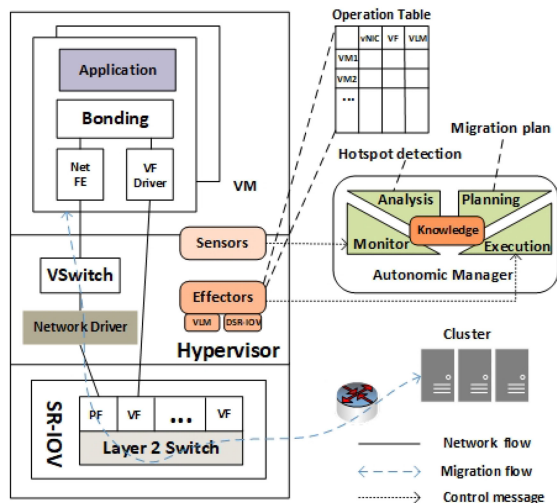 Operation Table
vNIC VF VLM
VM1
VM2
...
Application
Bonding
Net
FE
VF
Driver
VM
Hotspot detection
Migration plan
Analysis
Planning
Knowledge
Monitor
Execution
Autonomic Manager
Sensors
VSwitch
Effectors
VLM DSR-IOV
Network Driver
Hypervisor
SR-IOV
PF VF ... VF
Layer 2 Switch
Cluster
Network flow
Migration flow
Control message